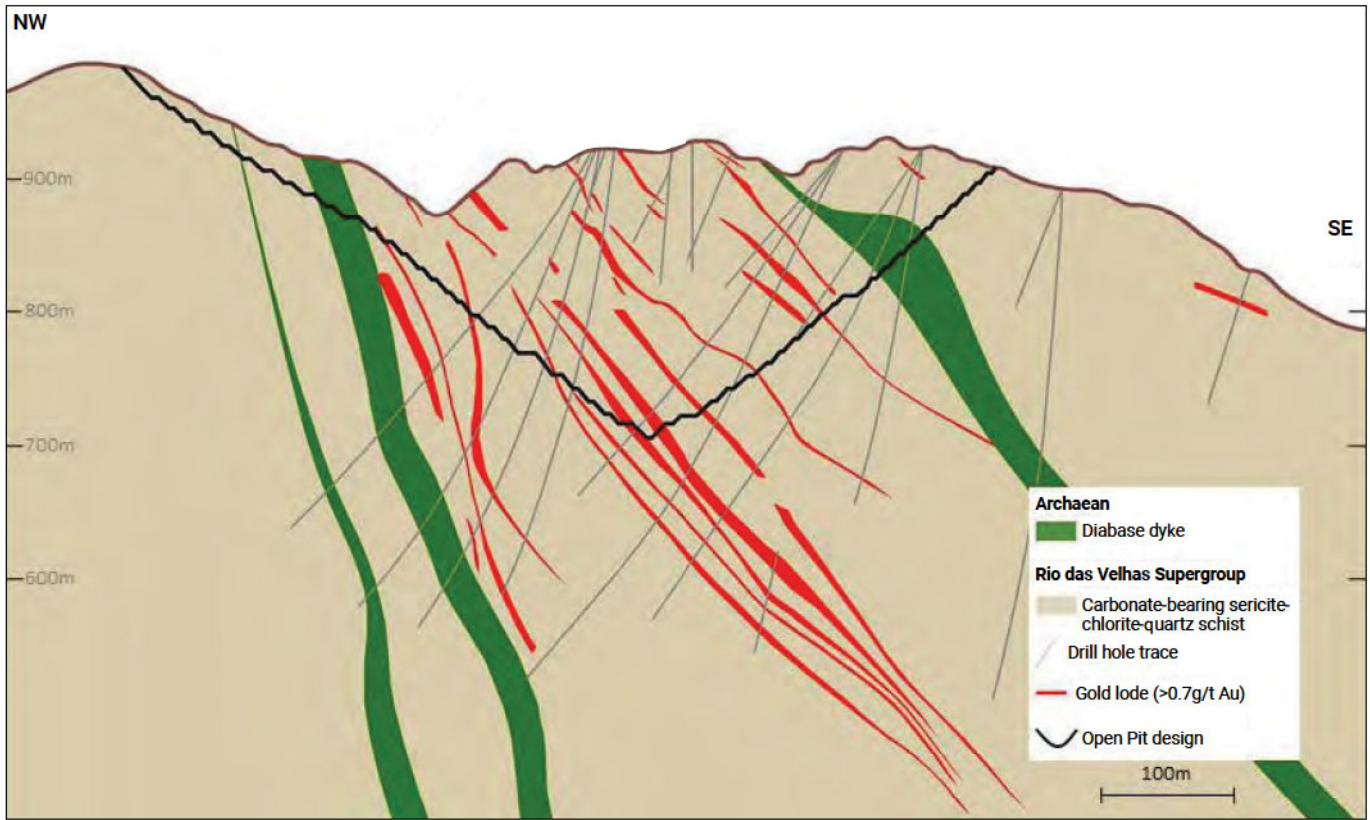 NW
SE
900m
800m
700m
600m
Archaean
Diabase dyke
Rio das Velhas Supergroup
Carbonate-bearing sericite-
chlorite-quartz schist
Drill hole trace
Gold lode (>0.7g/t Au)
Open Pit design
100m